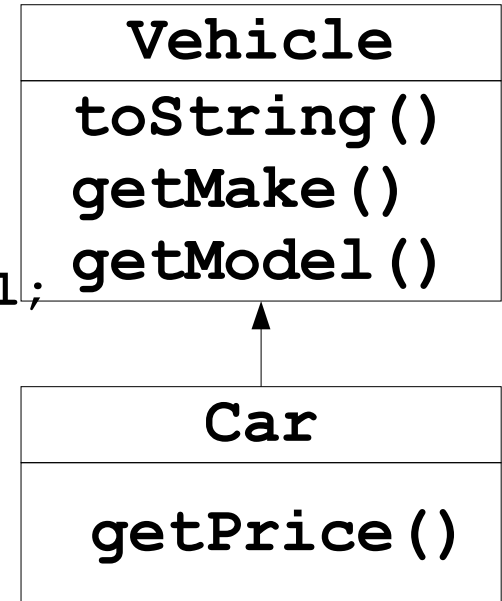 Vehicle
toString()
getMake()
getModel()
l;
Car
getPrice()